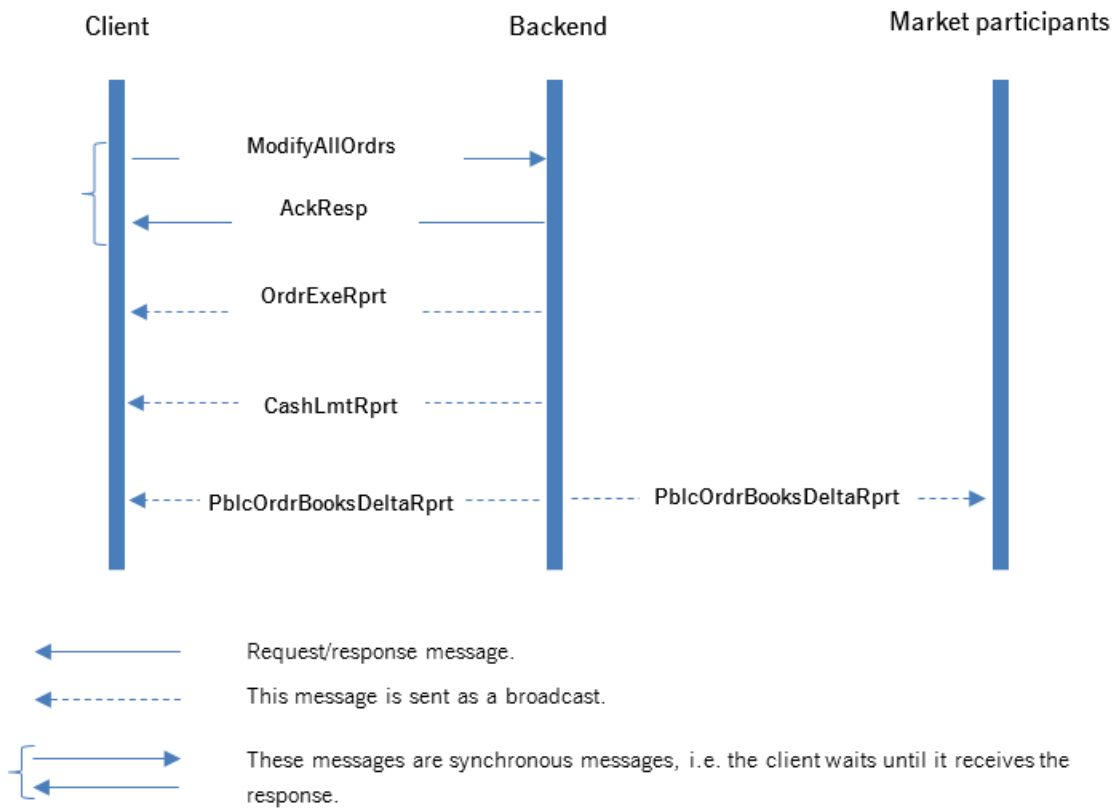 Client
Backend
Market participants
ModifyAllOrdrs
AckResp
OrdrExeRprt
CashLmtRprt
PblcOrdrBooksDeltaRprt
PblcOrdrBooksDeltaRprt
Request/response message.
This message is sent as a broadcast.
These messages are synchronous messages, i.e. the client waits until it receives the
response.